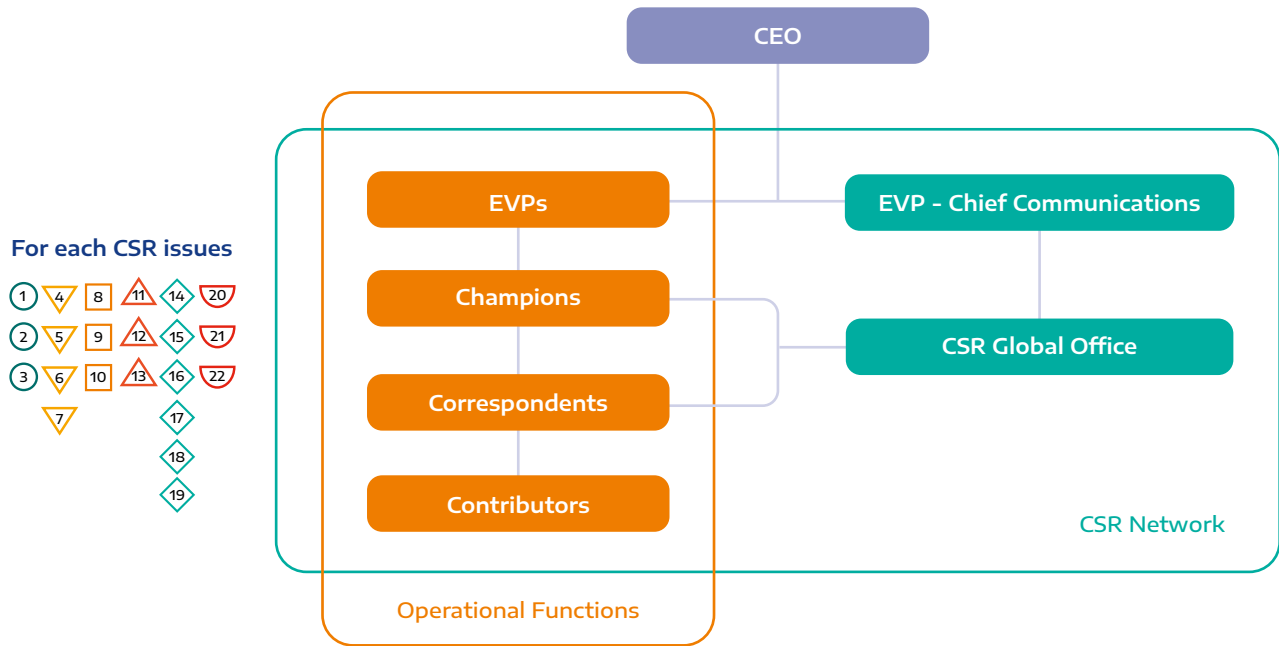 CEO
EVPs
EVP - Chief Communications
For each CSR issues
1 4 8 11 14 20
Champions
2 5 9 12 15 21
CSR Global Office
3 6 10 13 16 22
Correspondents
7 17
18
19
Contributors
CSR Network
Operational Functions